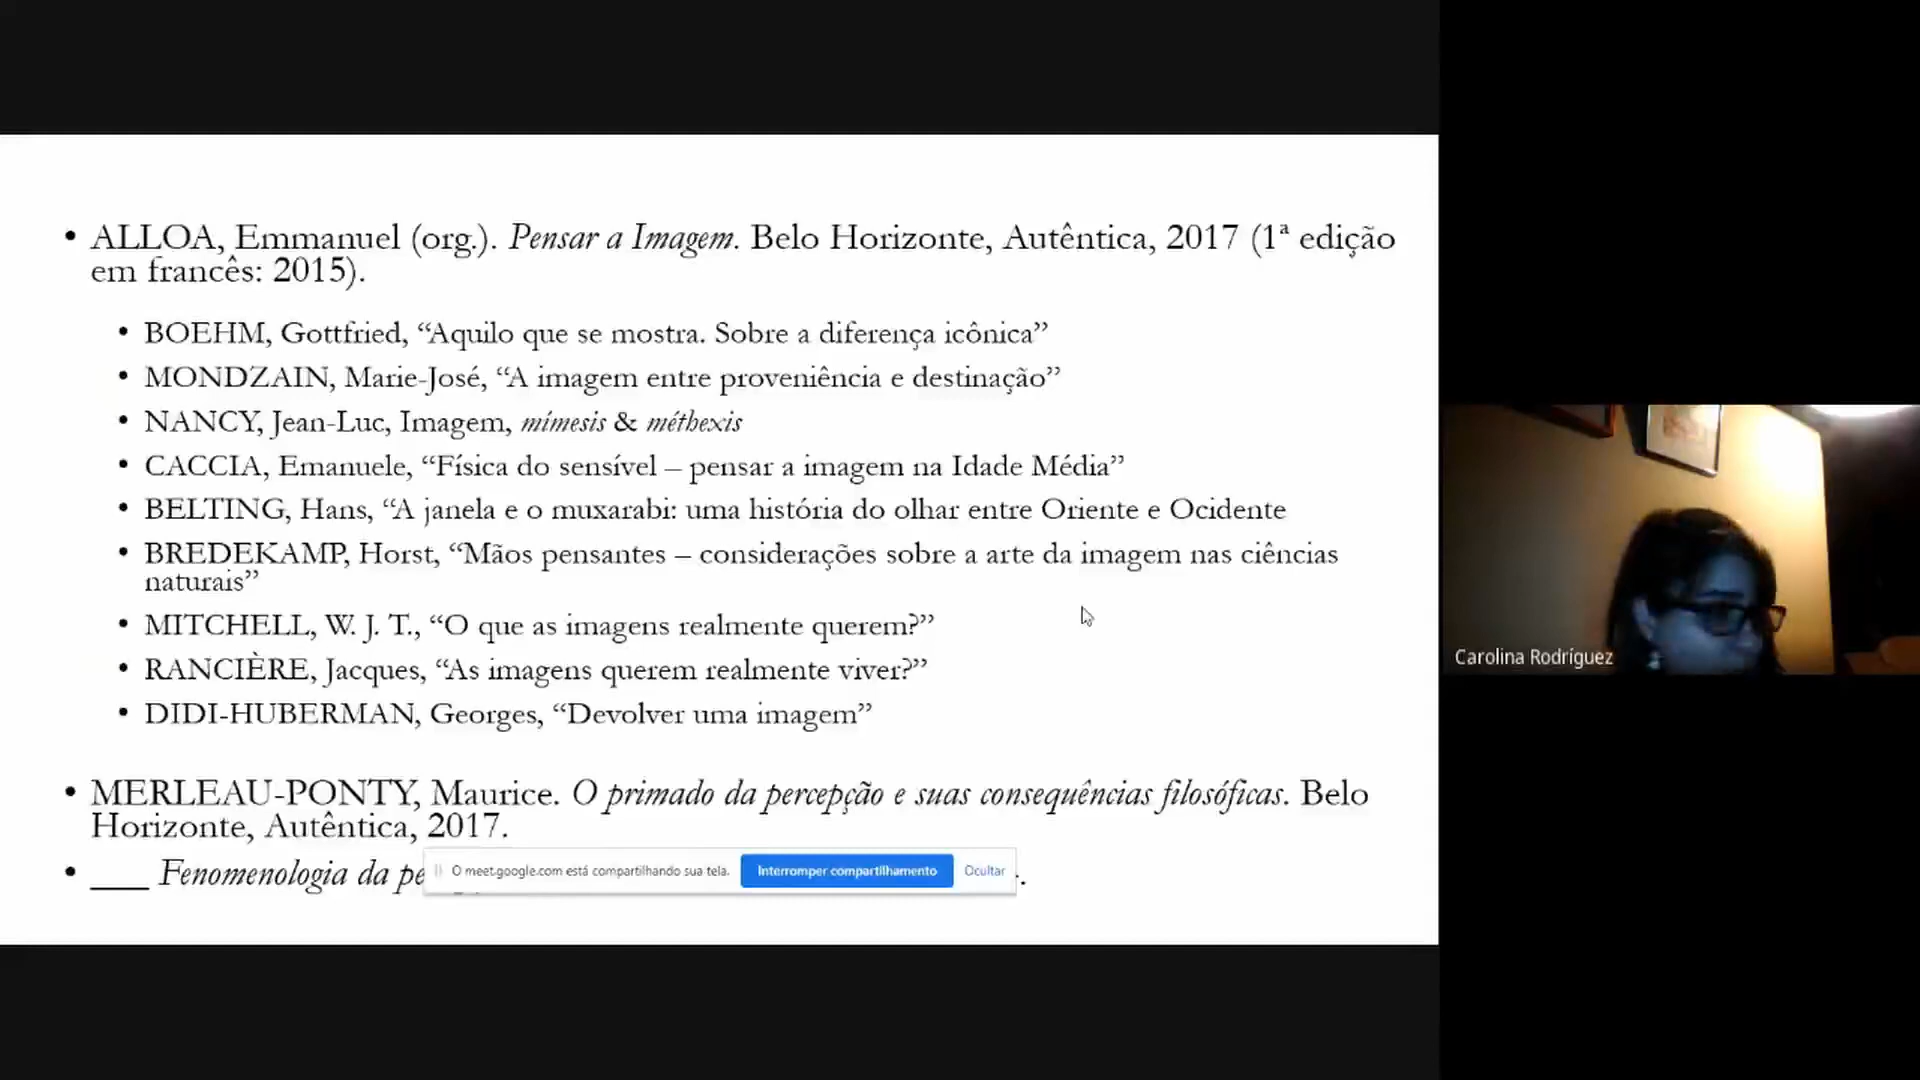 • ALLOA, Emmanuel (org.). Pensar a Imagem. Belo Horizonte, Autêntica, 2017 (1ª edição
em francês: 2015).
• BOEHM, Gottfried, “Aquilo que se mostra. Sobre a diferença icônica”
• MONDZAIN, Marie-José, “A imagem entre proveniência e destinação”
• NANCY, Jean-Luc, Imagem, mímesis & méthexis
• CACCIA, Emanuele, “Física do sensível – pensar a imagem na Idade Média”
• BELTING, Hans, “A janela e o muxarabi: uma história do olhar entre Oriente e Ocidente
• BREDEKAMP, Horst, “Mãos pensantes – considerações sobre a arte da imagem nas ciências
naturais”
• MITCHELL, W. J. T., “O que as imagens realmente querem?”
• RANCIÈRE, Jacques, “As imagens querem realmente viver?”
• DIDI-HUBERMAN, Georges, “Devolver uma imagem”
• MERLEAU-PONTY, Maurice. O primado da percepção e suas consequências filosóficas. Belo
Horizonte, Autêntica, 2017.
• ___ Fenomenologia da
O meet.google.com está compartilhando sua tela. Interromper compartilhamento Ocultar
Carolina Rodríguez